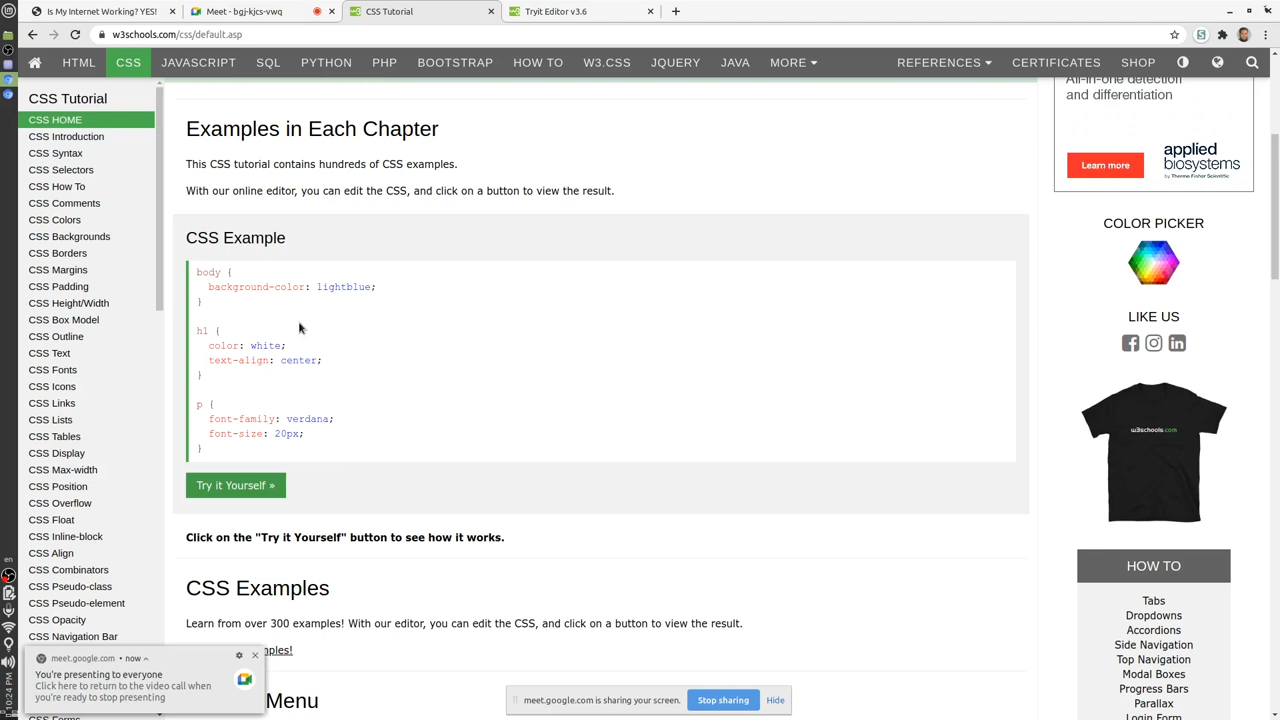 Is My Internet Working? YES!
Meet - bgj-kjcs-vwq
CSS Tutorial
Tryit Editor v3.6
w3schools.com/css/default.asp
HTML
CSS
JAVASCRIPT
SQL
PYTHON
PHP
BOOTSTRAP
HOW TO
W3.CSS
JQUERY
JAVA
MORE
REFERENCES
CERTIFICATES
SHOP
CSS Tutorial
CSS HOME
CSS Introduction
CSS Syntax
CSS Selectors
CSS How To
CSS Comments
CSS Colors
CSS Backgrounds
CSS Borders
CSS Margins
CSS Padding
CSS Height/Width
CSS Box Model
CSS Outline
CSS Text
CSS Fonts
CSS Icons
CSS Links
CSS Lists
CSS Tables
CSS Display
CSS Max-width
CSS Position
CSS Overflow
CSS Float
CSS Inline-block
CSS Align
CSS Combinators
CSS Pseudo-class
CSS Pseudo-element
CSS Opacity
CSS Navigation Bar
Examples in Each Chapter
This CSS tutorial contains hundreds of CSS examples.
With our online editor, you can edit the CSS, and click on a button to view the result.
CSS Example
body {
background-color: lightblue;
}
h1 {
color: white;
text-align: center;
}
p {
font-family: verdana;
font-size: 20px;
}
Try it Yourself »
Click on the "Try it Yourself" button to see how it works.
CSS Examples
Learn from over 300 examples! With our editor, you can edit the CSS, and click on a button to view the result.
mples!
Menu
All-in-one detection
and differentiation
Learn more
applied
biosystems
by Thermo Fisher Scientific
COLOR PICKER
LIKE US
w3schools.com
HOW TO
Tabs
Dropdowns
Accordions
Side Navigation
Top Navigation
Modal Boxes
Progress Bars
Parallax
Login Form
meet.google.com • now
You're presenting to everyone
Click here to return to the video call when
you're ready to stop presenting
meet.google.com is sharing your screen.
Stop sharing
Hide
en
10:24 PM